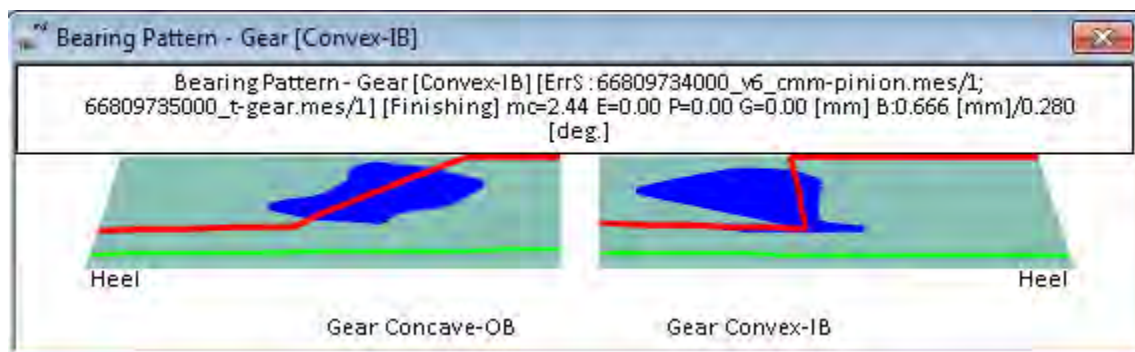 Bearing Pattern - Gear [Convex-IB]
Bearing Pattern - Gear [Convex-IB] [ErrS:66809734000_v6_cmm-pinion.mes/1;
66809735000_t-gear.mes/1] [Finishing] mc=2.44 E=0.00 P=0.00 G=0.00 [mm] B:0.666 [mm]/0.280
[deg.]
Heel Heel
Gear Concave-OB Gear Convex-IB